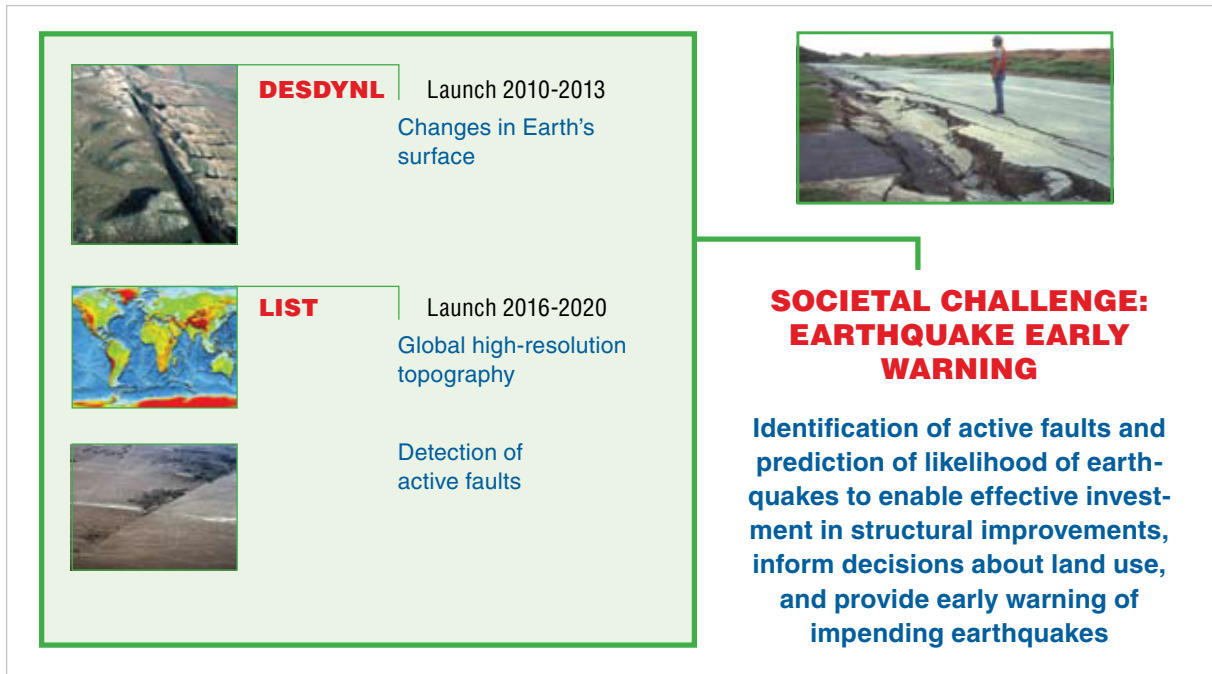 DESDYNL Launch 2010-2013
Changes in Earth's
surface
LIST Launch 2016-2020
Global high-resolution
topography
Detection of
active faults
SOCIETAL CHALLENGE:
EARTHQUAKE EARLY
WARNING
Identification of active faults and
prediction of likelihood of earth-
quakes to enable effective invest-
ment in structural improvements,
inform decisions about land use,
and provide early warning of
impending earthquakes